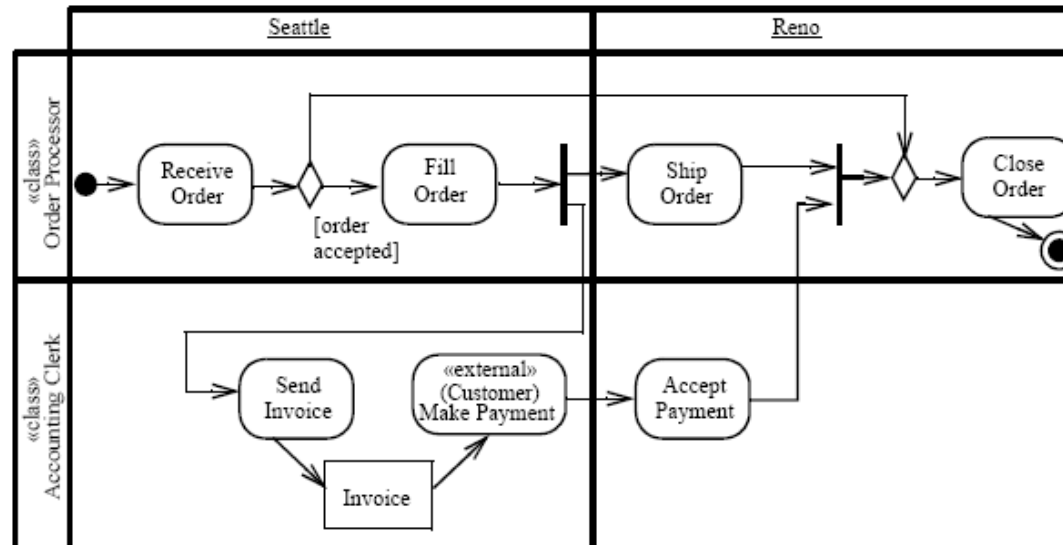 Seattle
Reno
«class»
Order Processor
Receive
Order
[order
accepted]
Fill
Order
Ship
Order
Close
Order
«class»
Accounting Clerk
Send
Invoice
Invoice
«external»
(Customer)
Make Payment
Accept
Payment